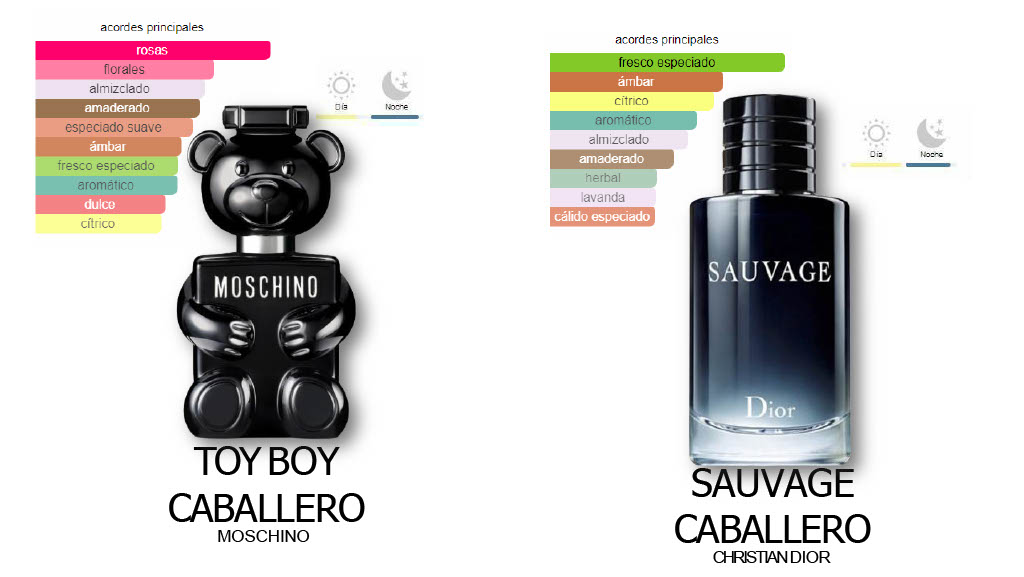 acordes principales
rosas
florales
almizclado
amaderado
especiado suave
ámbar
fresco especiado
aromático
dulce
cítrico
Día
Noche
MOSCHINO
TOY BOY
CABALLERO
MOSCHINO
acordes principales
fresco especiado
ámbar
cítrico
aromático
almizclado
amaderado
herbal
lavanda
cálido especiado
Día
Noche
SAUVAGE
Dior
SAUVAGE
CABALLERO
CHRISTIAN DIOR